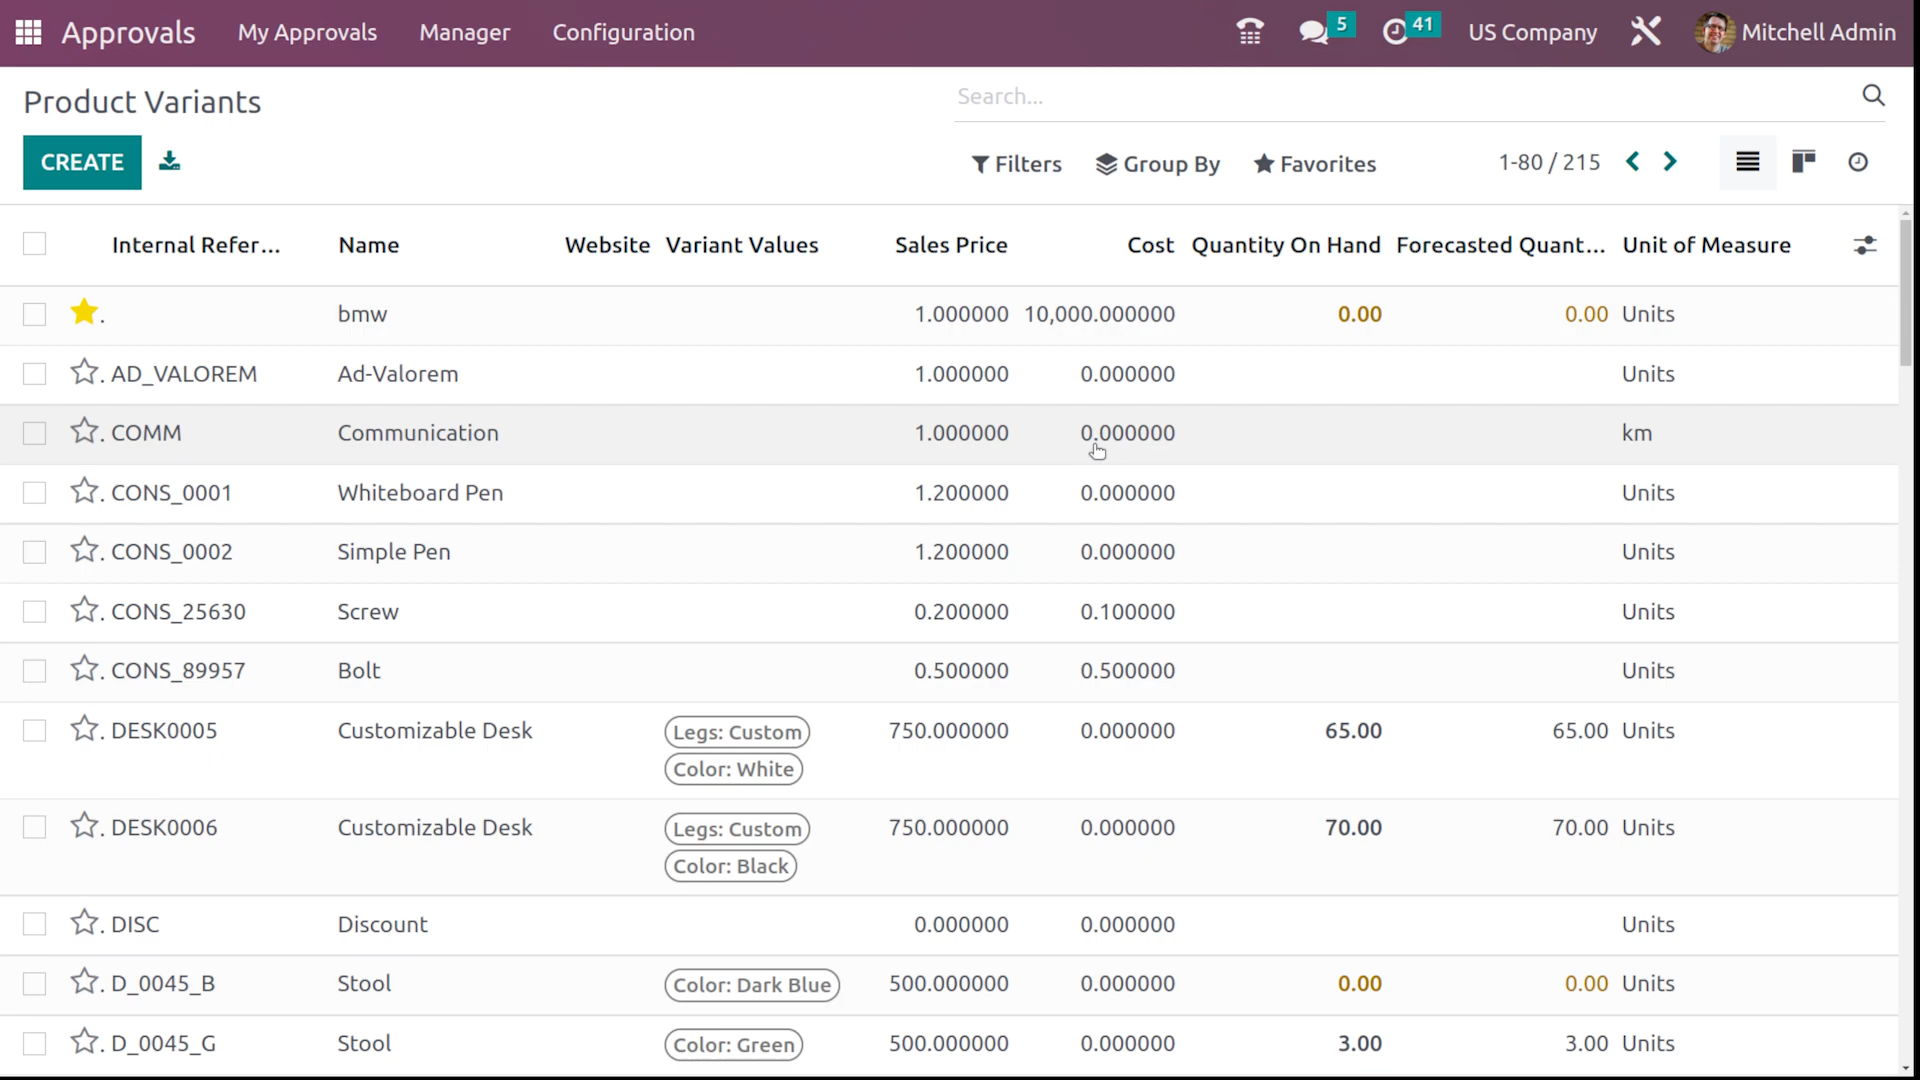 Approvals My Approvals Manager Configuration 5 41 US Company Mitchell Admin
Product Variants Search...
CREATE Filters Group By Favorites 1-80 / 215
Internal Refer... Name Website Variant Values Sales Price Cost Quantity On Hand Forecasted Quant... Unit of Measure
. bmw 1.000000 10,000.000000 0.00 0.00 Units
. AD_VALOREM Ad-Valorem 1.000000 0.000000 Units
. COMM Communication 1.000000 0.000000 km
. CONS_0001 Whiteboard Pen 1.200000 0.000000 Units
. CONS_0002 Simple Pen 1.200000 0.000000 Units
. CONS_25630 Screw 0.200000 0.100000 Units
. CONS_89957 Bolt 0.500000 0.500000 Units
. DESK0005 Customizable Desk Legs: Custom 750.000000 0.000000 65.00 65.00 Units
Color: White
. DESK0006 Customizable Desk Legs: Custom 750.000000 0.000000 70.00 70.00 Units
Color: Black
. DISC Discount 0.000000 0.000000 Units
. D_0045_B Stool Color: Dark Blue 500.000000 0.000000 0.00 0.00 Units
. D_0045_G Stool Color: Green 500.000000 0.000000 3.00 3.00 Units